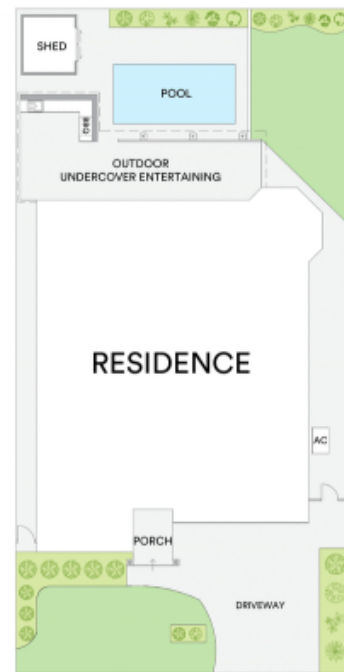 SHED
POOL
BBQ
OUTDOOR
UNDERCOVER ENTERTAINING
RESIDENCE
AC
PORCH
DRIVEWAY